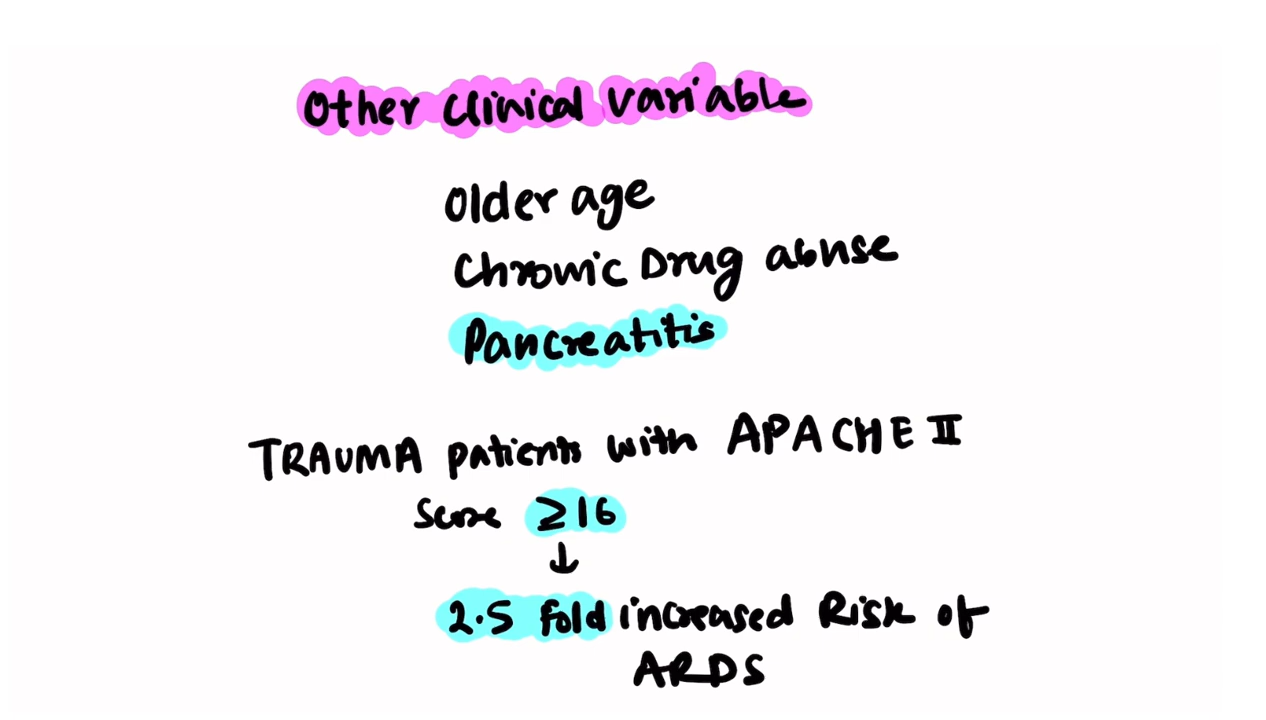 Other Clinical Variable
Older age
Chronic Drug abuse
Pancreatitis
TRAUMA patients with APACHE II
Score ≥16
↓
2.5 fold increased Risk of
ARDS